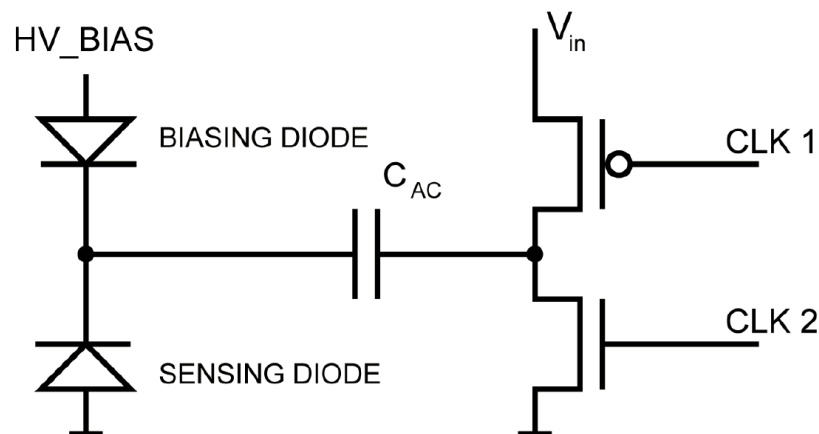 HV_BIAS
V_in
BIASING DIODE
CLK 1
C_AC
CLK 2
SENSING DIODE